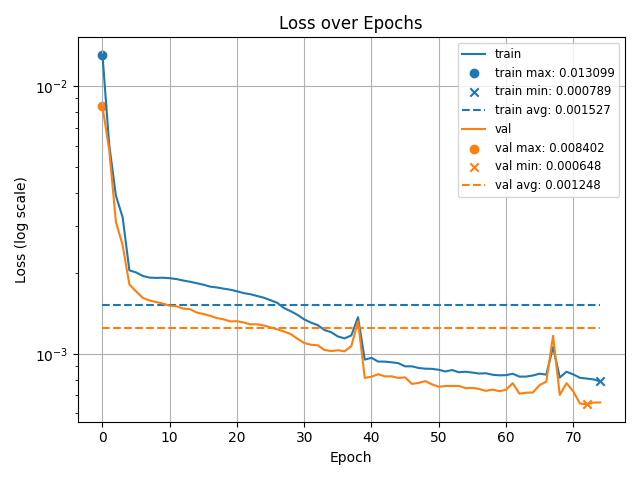 Loss over Epochs
train
train max: 0.013099
train min: 0.000789
train avg: 0.001527
val
val max: 0.008402
val min: 0.000648
val avg: 0.001248
Loss (log scale)
10⁻²
10⁻³
0 10 20 30 40 50 60 70
Epoch